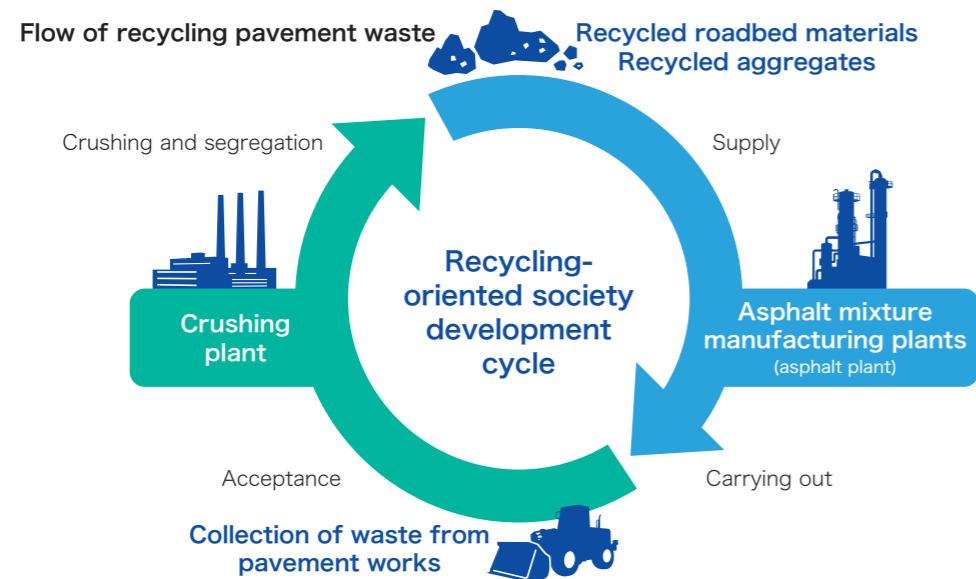 Flow of recycling pavement waste
Recycled roadbed materials
Recycled aggregates
Crushing and segregation
Supply
Recycling-
oriented society
development
cycle
Crushing
plant
Asphalt mixture
manufacturing plants
(asphalt plant)
Acceptance
Carrying out
Collection of waste from
pavement works